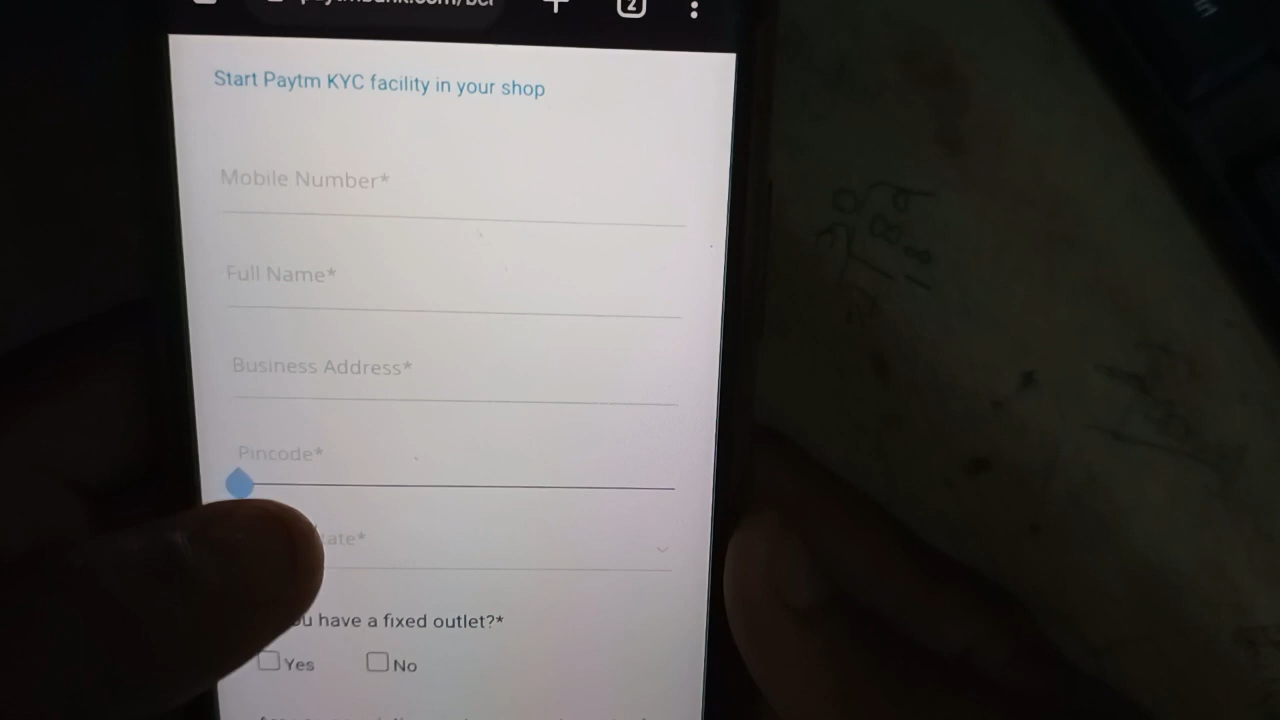 2
Start Paytm KYC facility in your shop
Mobile Number*
Full Name*
Business Address*
Pincode*
have a fixed outlet?*
Yes
No